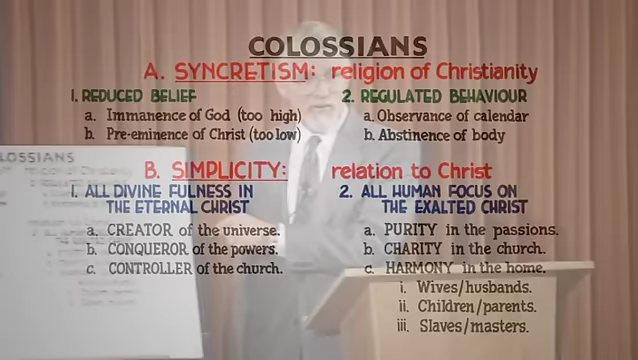 COLOSSIANS
A. SYNCRETISM: religion of Christianity
1. REDUCED BELIEF
a. Immanence of God (too high)
b. Pre-eminence of Christ (too low)
2. REGULATED BEHAVIOUR
a. Observance of calendar
b. Abstinence of body
B. SIMPLICITY: relation to Christ
1. ALL DIVINE FULNESS IN
THE ETERNAL CHRIST
a. CREATOR of the universe.
b. CONQUEROR of the powers.
c. CONTROLLER of the church.
2. ALL HUMAN FOCUS ON
THE EXALTED CHRIST
a. PURITY in the passions.
b. CHARITY in the church.
c. HARMONY in the home.
i. Wives/husbands.
ii. Children/parents.
iii. Slaves/masters.
LOSSIANS